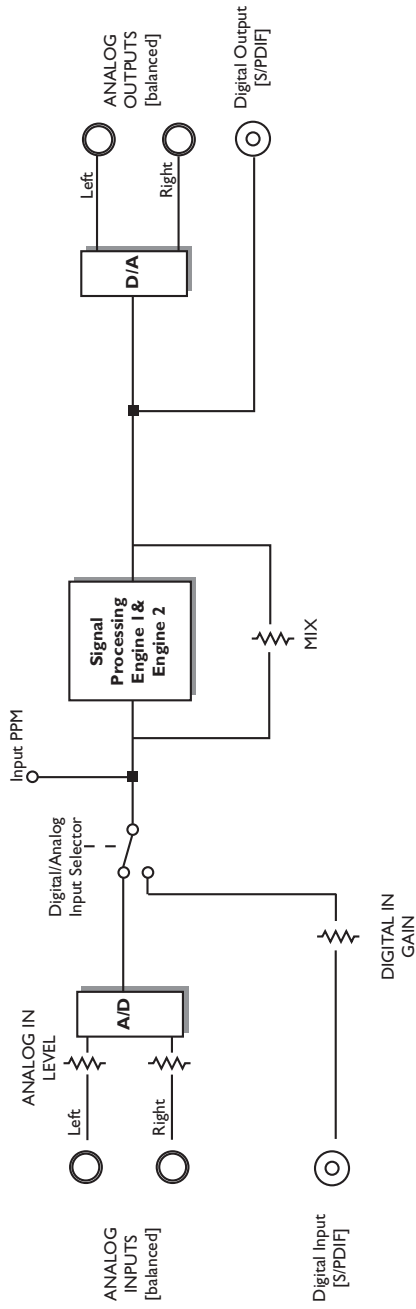 ANALOG
INPUTS
[balanced]
Left
Right
ANALOG IN
LEVEL
A/D
Digital Input
[S/PDIF]
DIGITAL IN
GAIN
Digital/Analog
Input Selector
Input PPM
Signal
Processing
Engine 1 &
Engine 2
MIX
D/A
Left
Right
ANALOG
OUTPUTS
[balanced]
Digital Output
[S/PDIF]